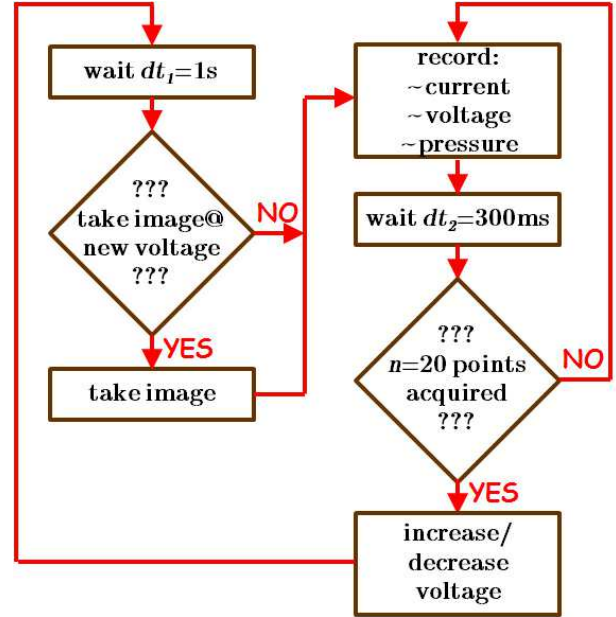 wait dt₁=1s
???
take image@
new voltage
???
NO
YES
take image
record:
~current
~voltage
~pressure
wait dt₂=300ms
???
n=20 points
acquired
???
NO
YES
increase/
decrease
voltage